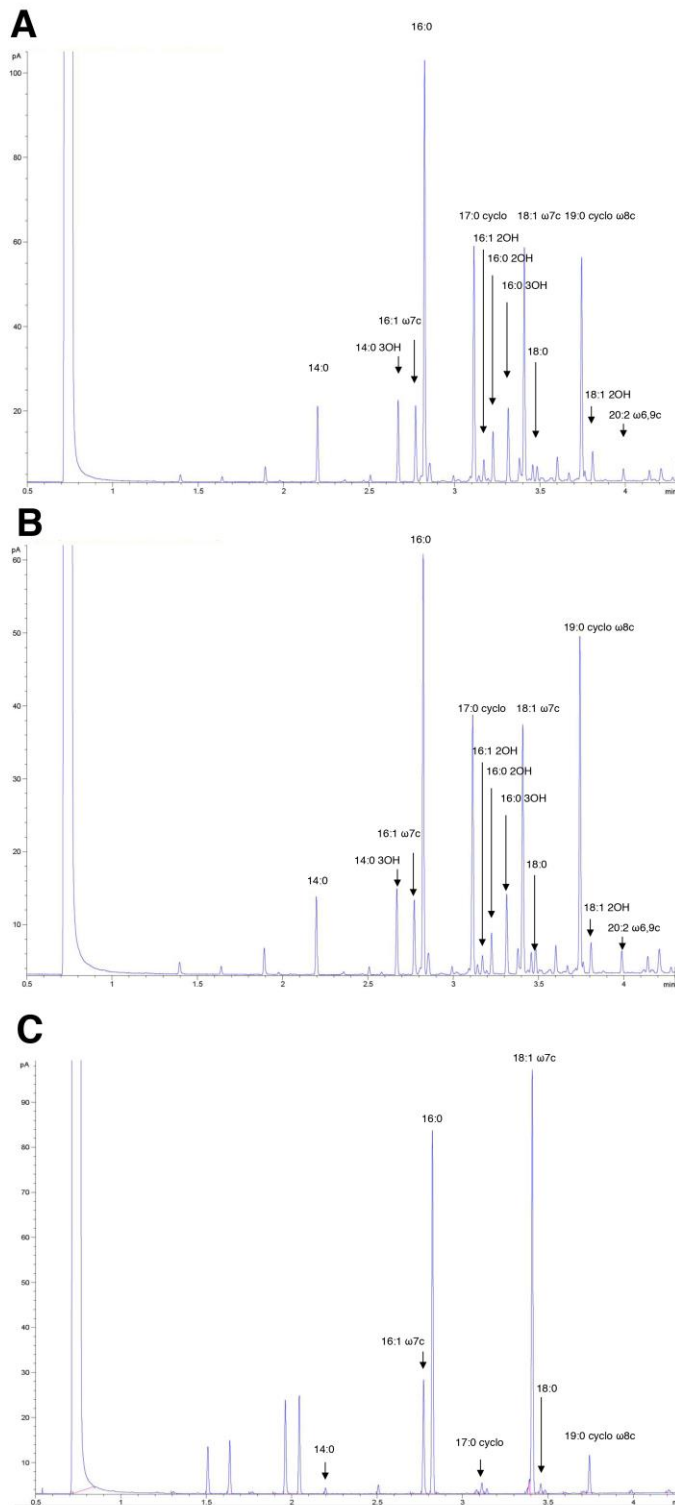 A
16:0
pA
100
17:0 cyclo 18:1 ω7c 19:0 cyclo ω8c
16:1 2OH
80
16:0 2OH
16:0 3OH
60
16:1 ω7c
40
14:0 3OH
18:0
14:0
18:1 2OH
20
20:2 ω6,9c
0.5 1 1.5 2 2.5 3 3.5 4 min
B
16:0
pA
60
19:0 cyclo ω8c
50
17:0 cyclo 18:1 ω7c
40
16:1 2OH
16:0 2OH
16:0 3OH
30
16:1 ω7c
14:0 3OH
18:0
20
14:0
18:1 2OH
20:2 ω6,9c
10
0.5 1 1.5 2 2.5 3 3.5 4 min
C
18:1 ω7c
pA
90
16:0
80
70
60
50
40
16:1 ω7c
30
18:0
20
14:0
17:0 cyclo
19:0 cyclo ω8c
10
0.5 1 1.5 2 2.5 3 3.5 4